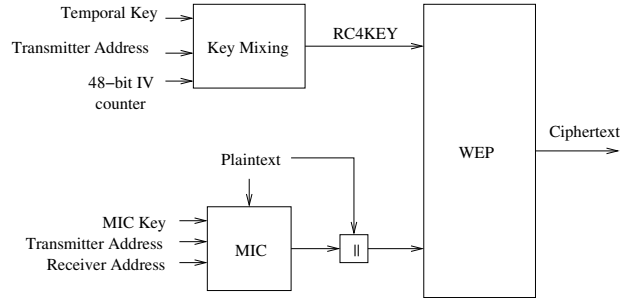 Temporal Key
Transmitter Address
48−bit IV
counter
Key Mixing
RC4KEY
WEP
Ciphertext
Plaintext
MIC Key
Transmitter Address
Receiver Address
MIC
||